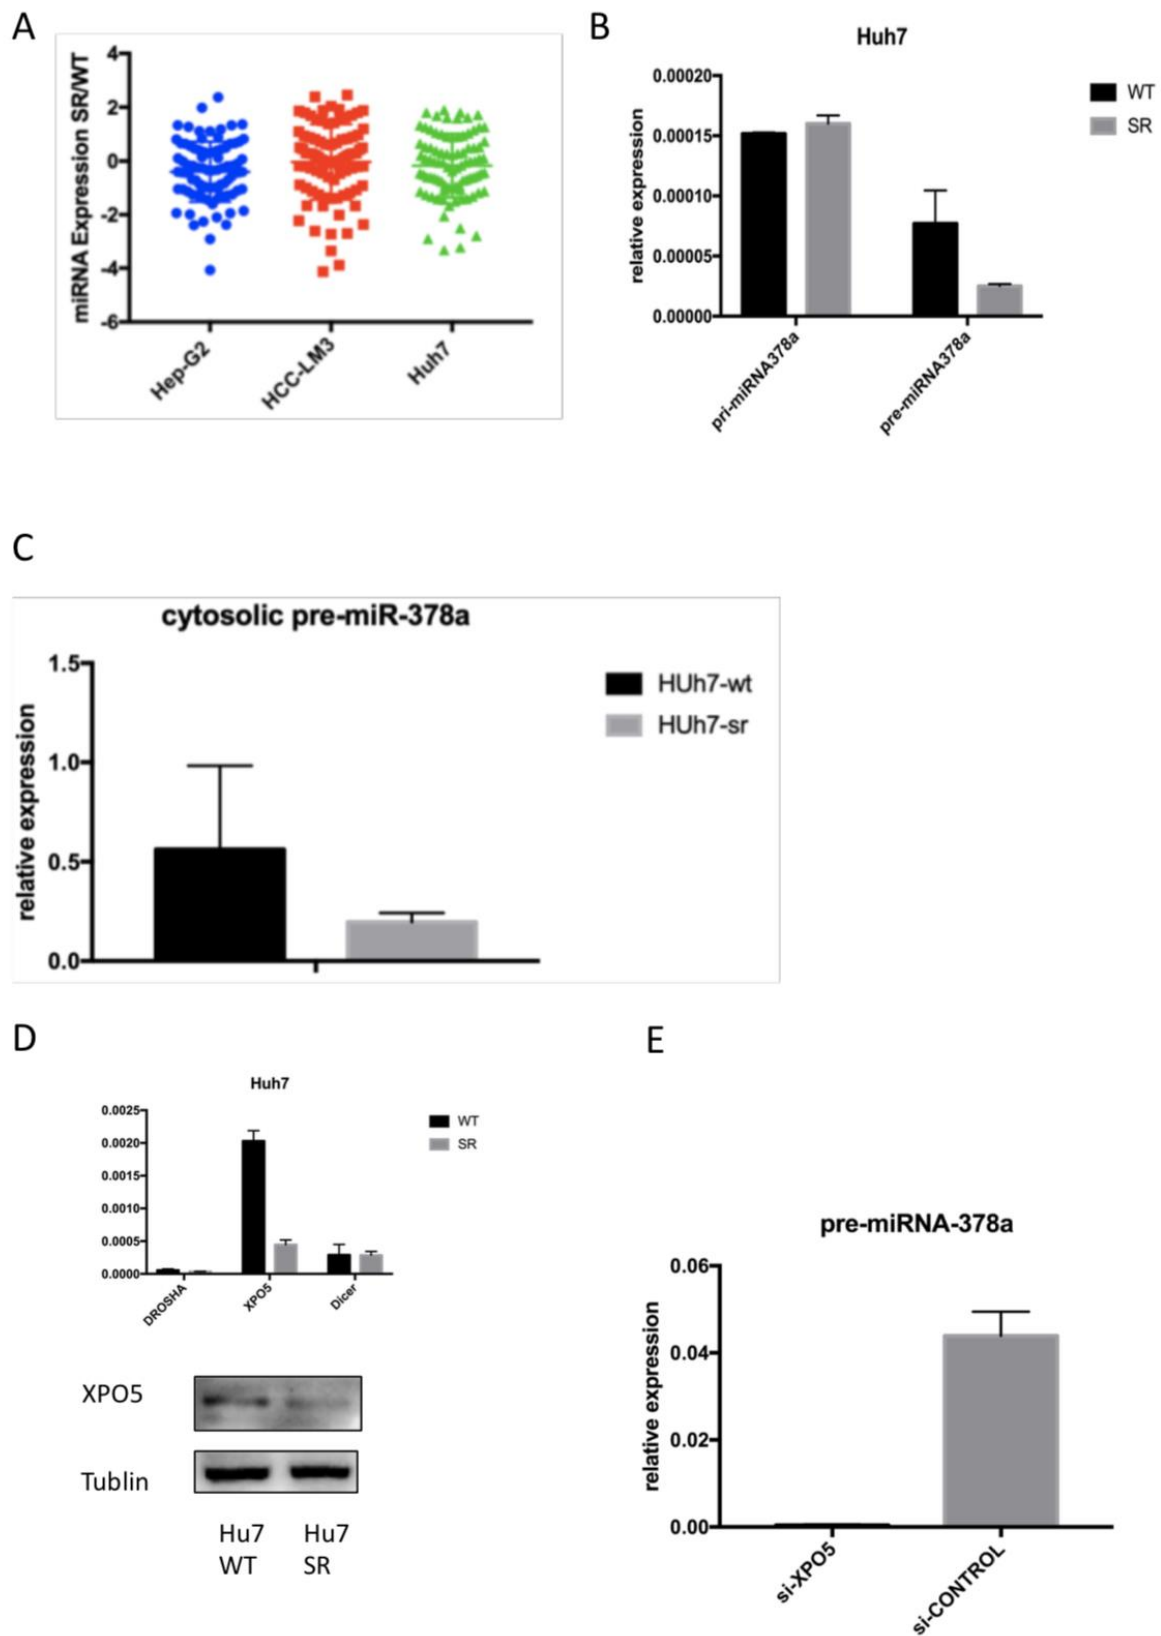 A
miRNA Expression SR/WT
4
2
0
-2
-4
-6
Hep-G2
HCC-LM3
Huh7
B
Huh7
relative expression
0.00020
0.00015
0.00010
0.00005
0.00000
pri-miRNA378a
pre-miRNA378a
WT
SR
C
cytosolic pre-miR-378a
relative expression
1.5
1.0
0.5
0.0
HUh7-wt
HUh7-sr
D
Huh7
0.0025
0.0020
0.0015
0.0010
0.0005
0.0000
DROSHA
XPO5
Dicer
WT
SR
XPO5
Tublin
Hu7 Hu7
WT SR
E
pre-miRNA-378a
relative expression
0.06
0.04
0.02
0.00
si-XPO5
si-CONTROL